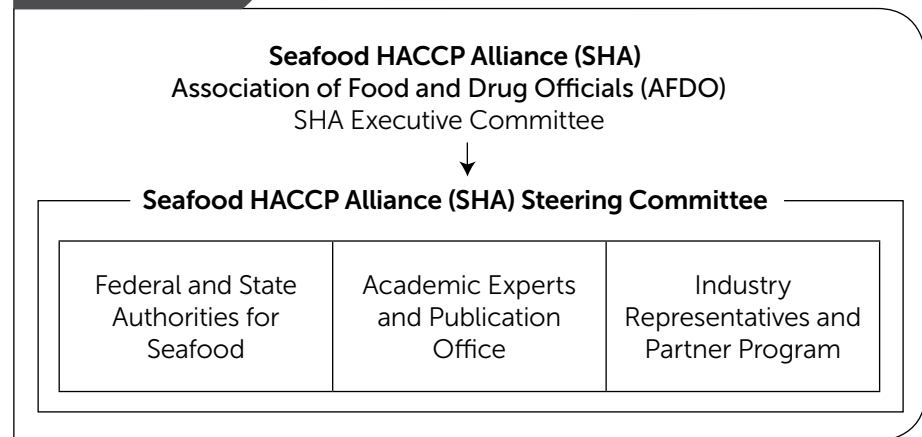 Seafood HACCP Alliance (SHA)
Association of Food and Drug Officials (AFDO)
SHA Executive Committee
Seafood HACCP Alliance (SHA) Steering Committee
Federal and State
Authorities for
Seafood
Academic Experts
and Publication
Office
Industry
Representatives and
Partner Program